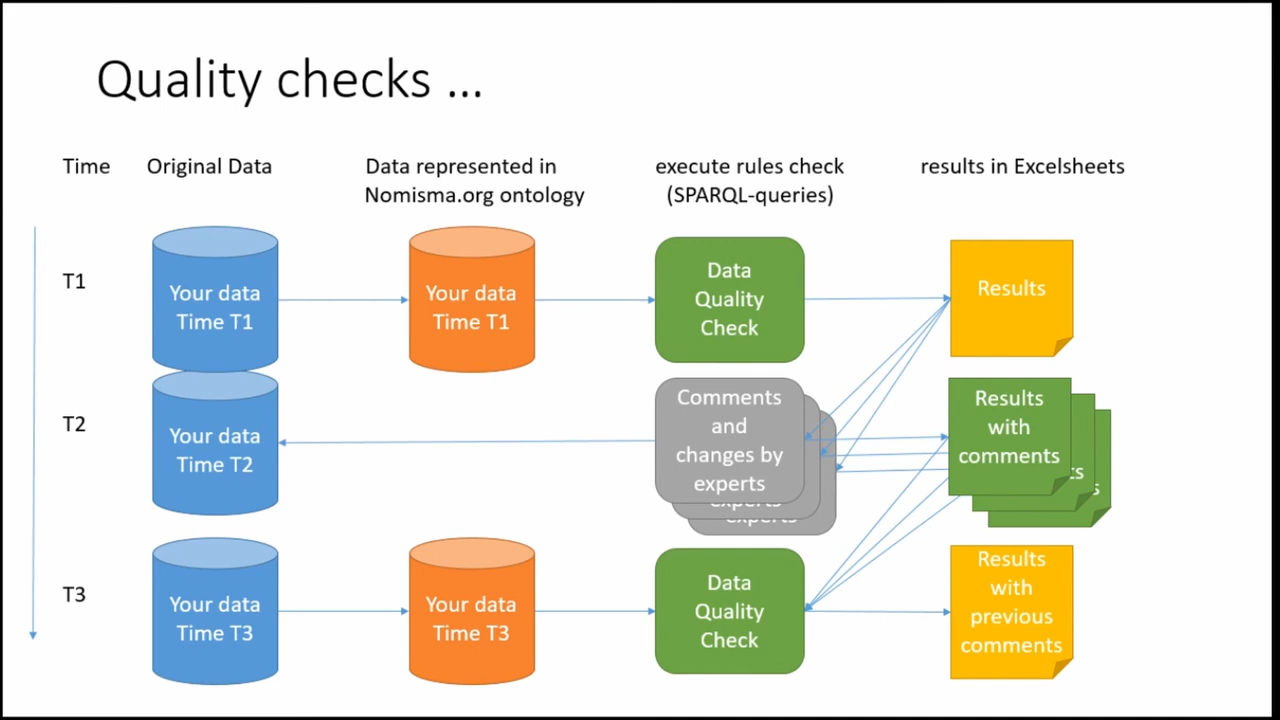 Quality checks ...
Time
Original Data
Data represented in
Nomisma.org ontology
execute rules check
(SPARQL-queries)
results in Excelsheets
T1
Your data
Time T1
Your data
Time T1
Data
Quality
Check
Results
T2
Your data
Time T2
Comments
and
changes by
experts
experts
experts
Results
with
comments
T3
Your data
Time T3
Your data
Time T3
Data
Quality
Check
Results
with
previous
comments